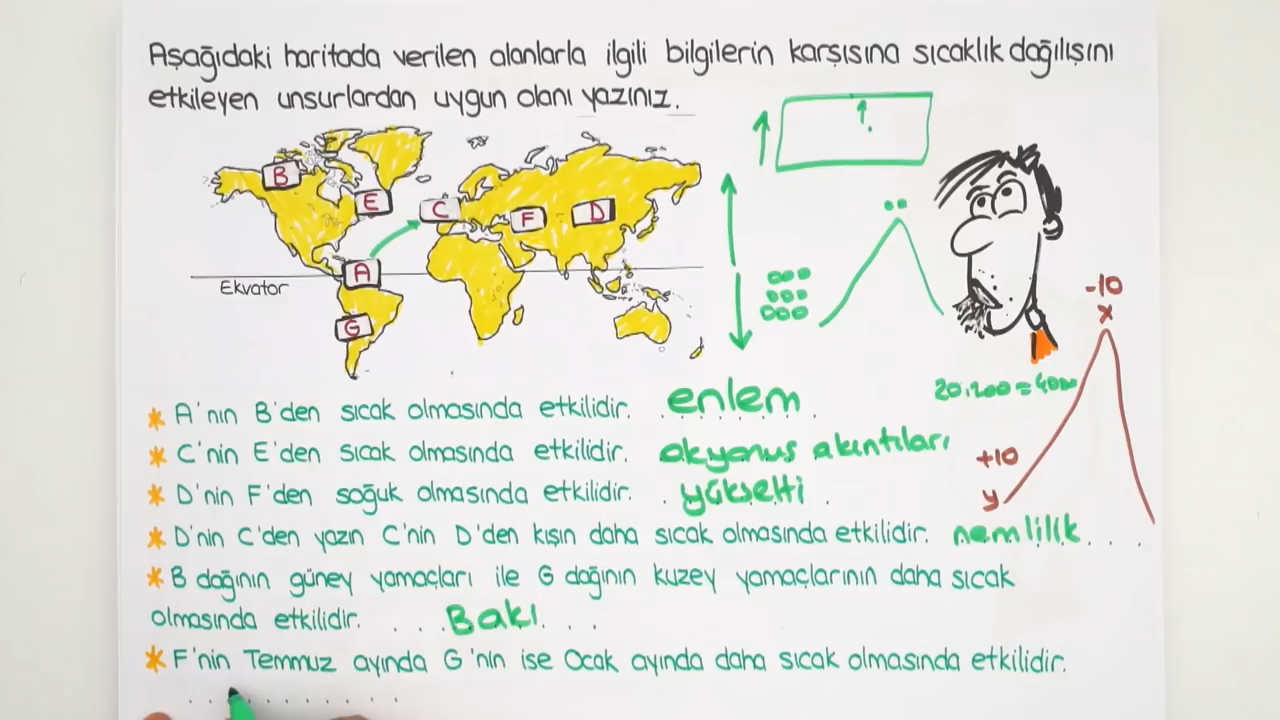 Aşağıdaki haritada verilen alanlarla ilgili bilgilerin karşısına sıcaklık dağılışını
etkileyen unsurlardan uygun olanı yazınız.
B
E
C
F
D
A
Ekvator
G
-10
x
20.200 = 4000
+10
y
* A'nın B'den sıcak olmasında etkilidir. enlem
* C'nin E'den sıcak olmasında etkilidir. okyanus akıntıları
* D'nin F'den soğuk olmasında etkilidir. yükselti
* D'nin C'den yazın C'nin D'den kışın daha sıcak olmasında etkilidir. nemlilik...
* B dağının güney yamaçları ile G dağının kuzey yamaçlarının daha sıcak
olmasında etkilidir. ...Bakı...
* F'nin Temmuz ayında G'nin ise Ocak ayında daha sıcak olmasında etkilidir.